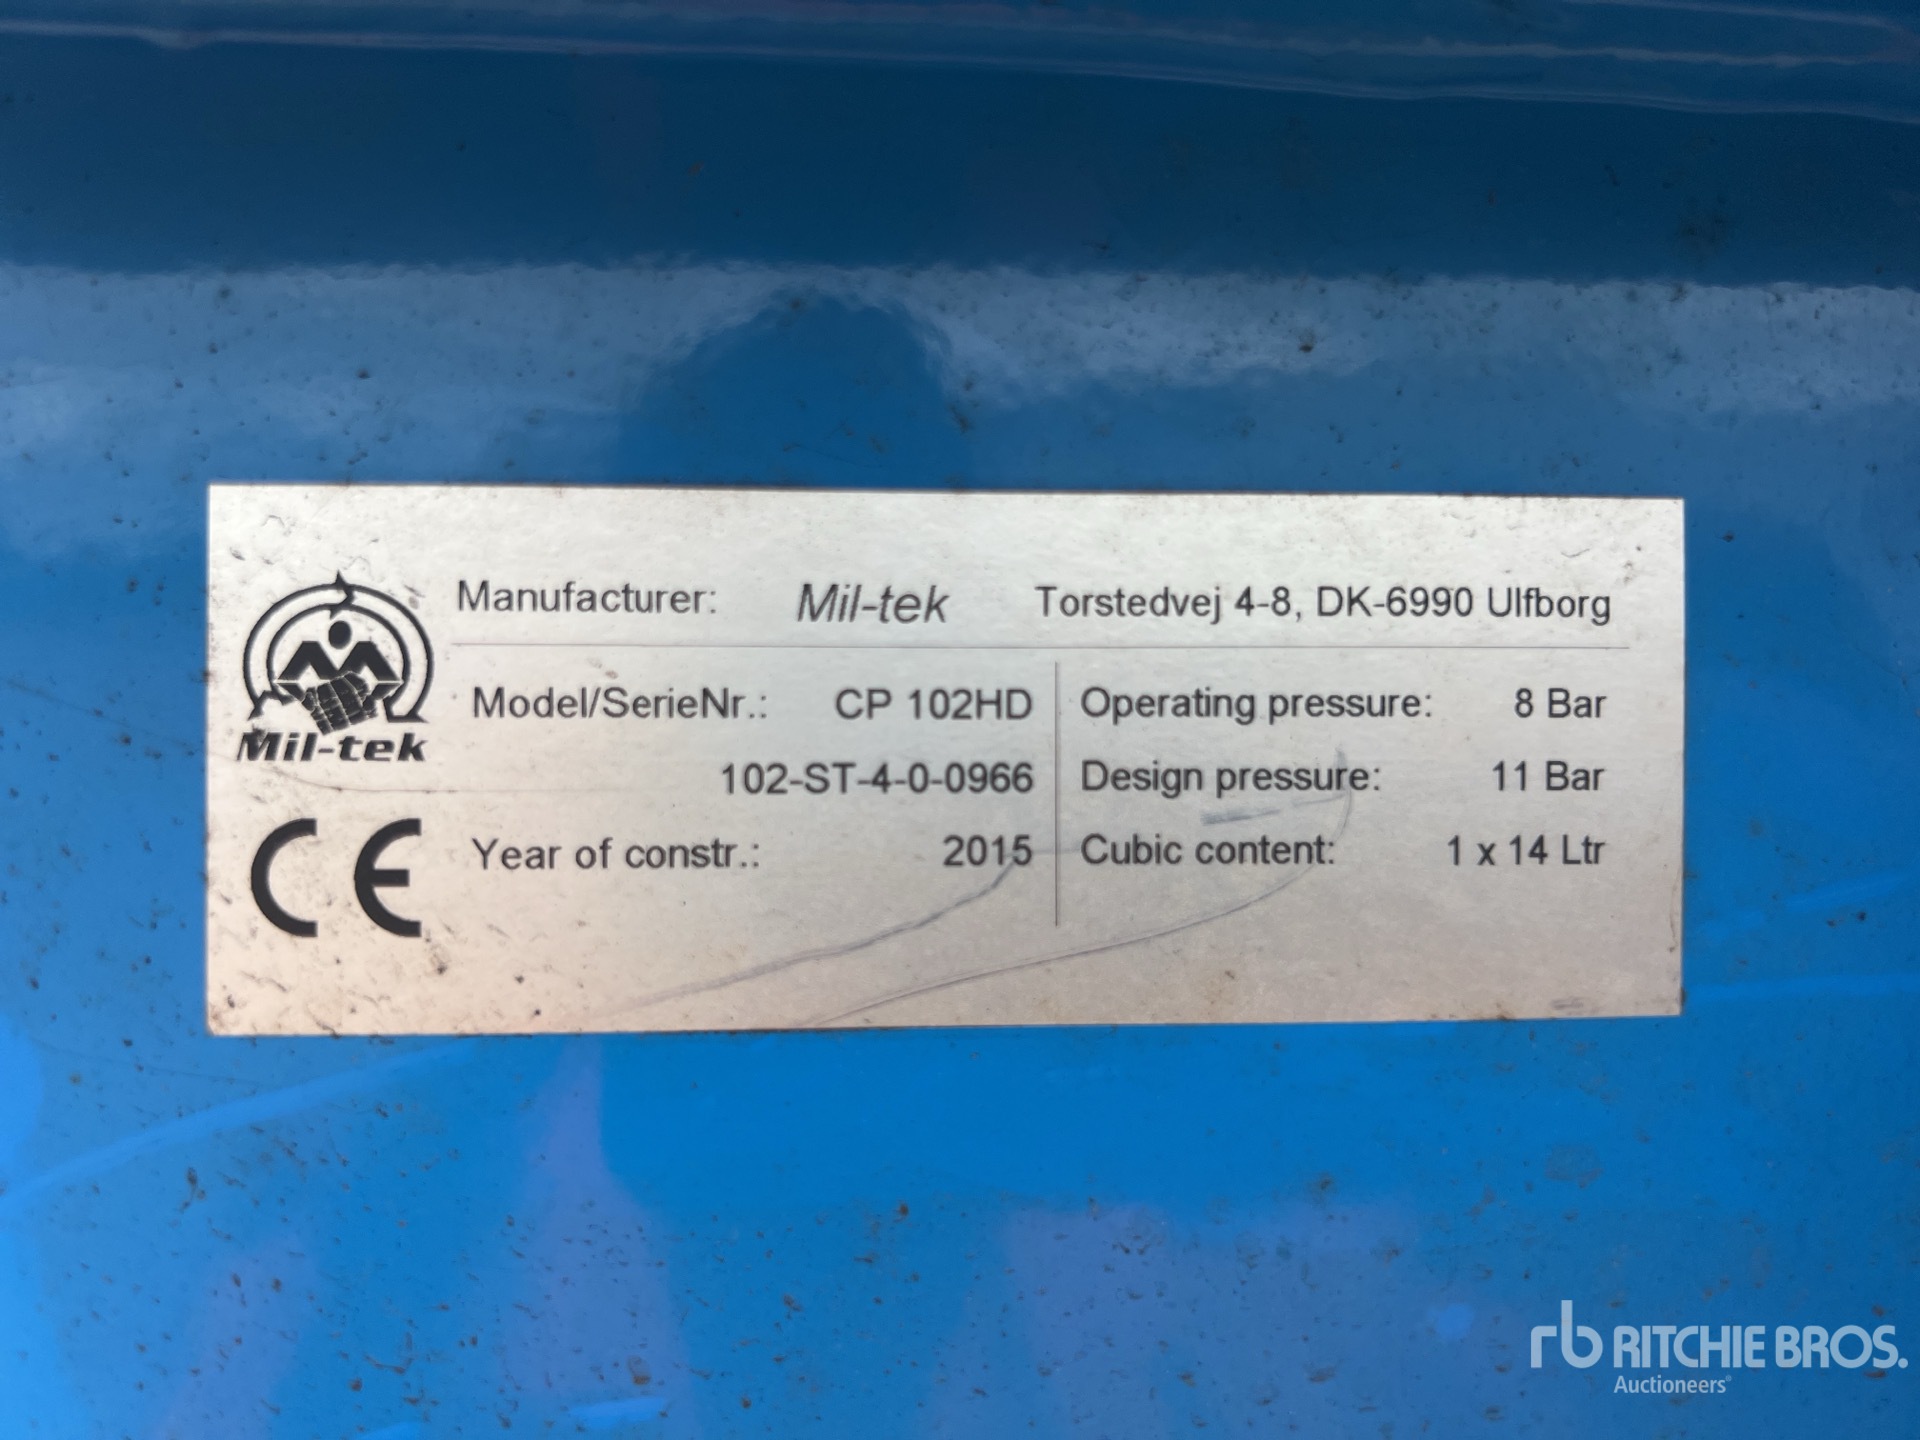 Manufacturer: Mil-tek Torstedvej 4-8, DK-6990 Ulfborg
Mil-tek
Model/SerieNr.: CP 102HD
102-ST-4-0-0966
Year of constr.: 2015
Operating pressure: 8 Bar
Design pressure: 11 Bar
Cubic content: 1 x 14 Ltr
CE
rb RITCHIE BROS.
Auctioneers®